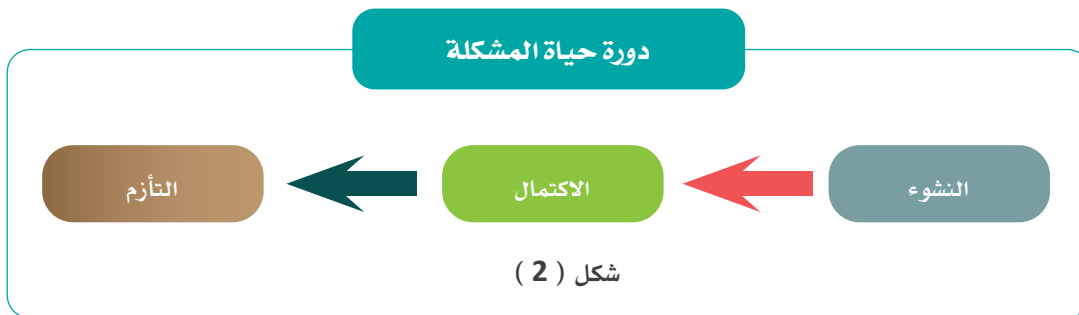 دورة حياة المشكلة
النشوء
الاكتمال
التأزم
شكل ( 2 )